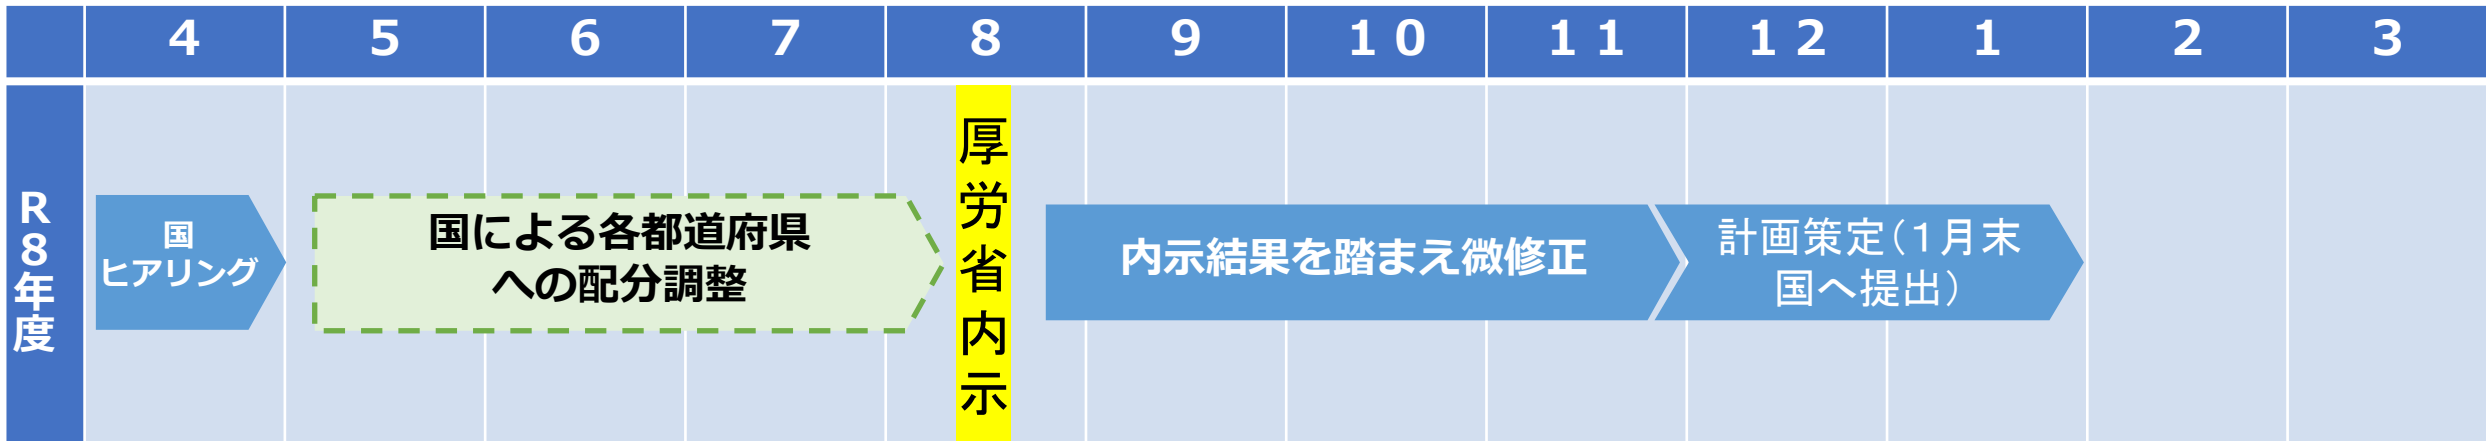 ４ ５ ６ ７ ８ ９ １０ １１ １２ １ ２ ３
Ｒ８年度
国
ヒアリング
国による各都道府県
への配分調整
厚労省内示
内示結果を踏まえ微修正
計画策定（１月末
国へ提出）